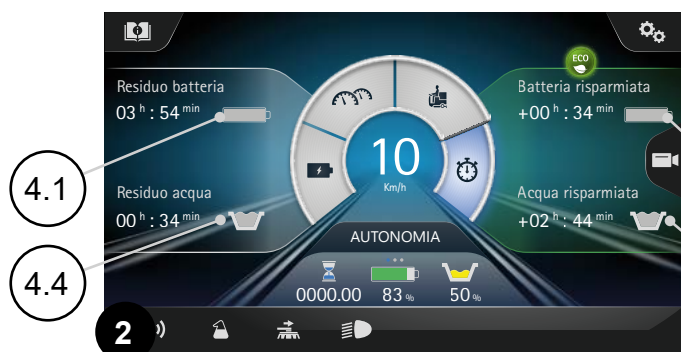 ECO
Residuo batteria
03 h : 54 min
Batteria risparmiata
+00 h : 34 min
4.1
10
Km/h
Residuo acqua
00 h : 34 min
Acqua risparmiata
+02 h : 44 min
4.4
AUTONOMIA
0000.00 83 % 50 %
2